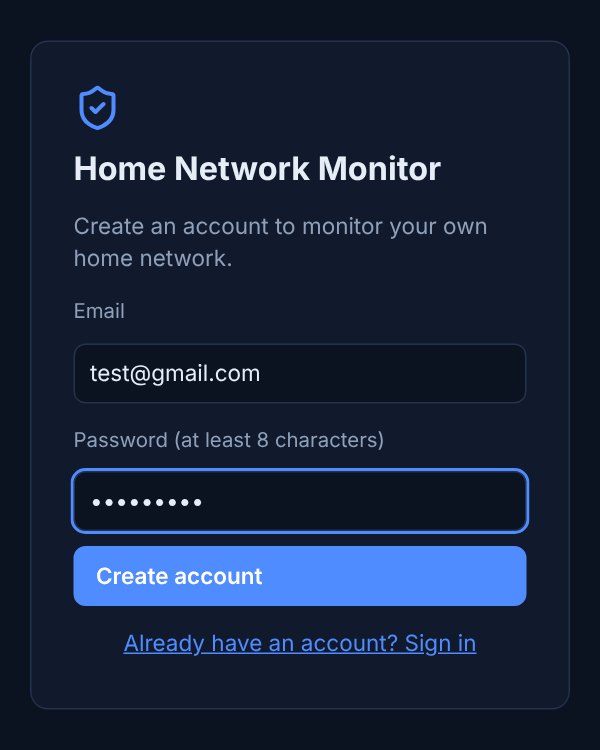 Home Network Monitor
Create an account to monitor your own
home network.
Email
test@gmail.com
Password (at least 8 characters)
•••••••••
Create account
Already have an account? Sign in